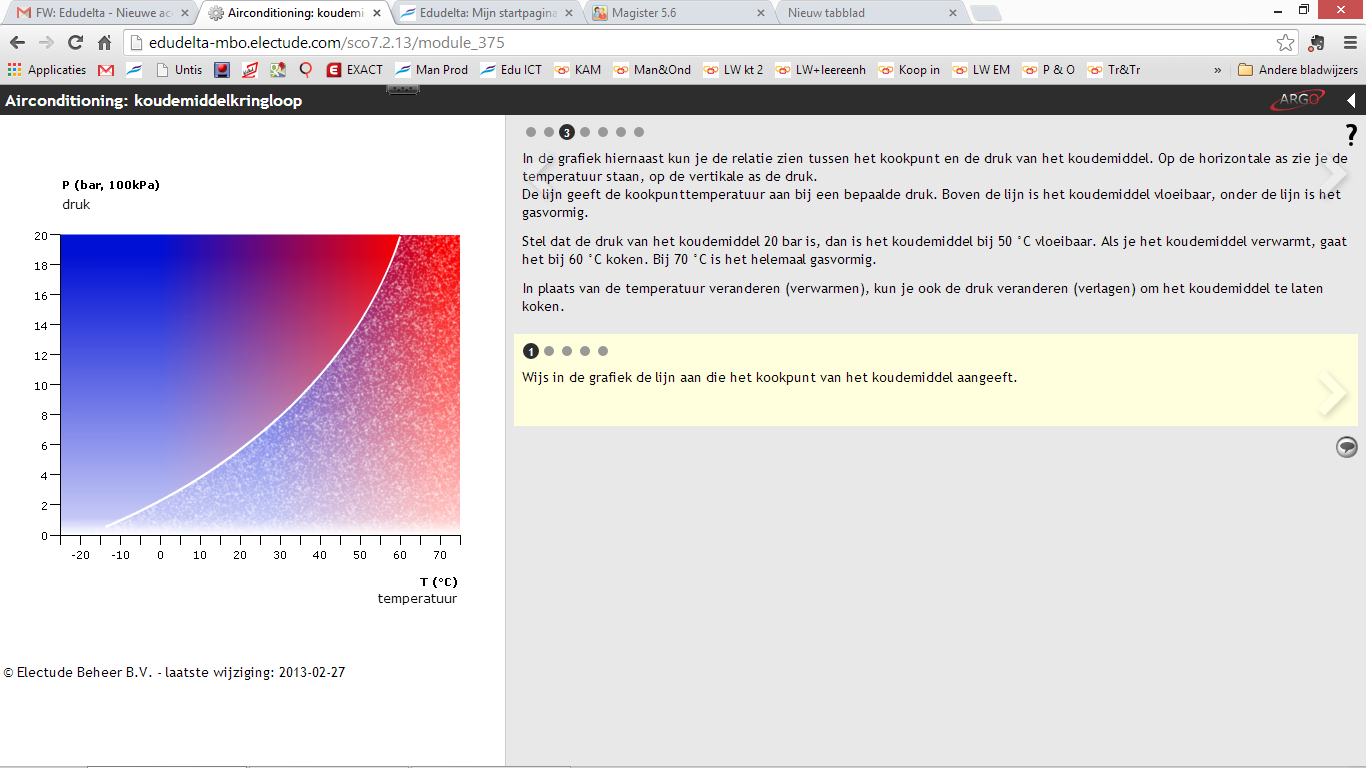 FW: Edudelta - Nieuwe ac
Airconditioning: koudemi
Edudelta: Mijn startpagina
Magister 5.6
Nieuw tabblad
edudelta-mbo.electude.com/sco7.2.13/module_375
Applicaties
Untis
EXACT
Man Prod
Edu ICT
KAM
Man&Ond
LW kt 2
LW+leereenh
Koop in
LW EM
P & O
Tr&Tr
»
Andere bladwijzers
Airconditioning: koudemiddelkringloop
ARGO
P (bar, 100kPa)
druk
20
18
16
14
12
10
8
6
4
2
0
-20 -10 0 10 20 30 40 50 60 70
T (°C)
temperatuur
© Electude Beheer B.V. - laatste wijziging: 2013-02-27
3
?
In de grafiek hiernaast kun je de relatie zien tussen het kookpunt en de druk van het koudemiddel. Op de horizontale as zie je de
temperatuur staan, op de vertikale as de druk.
De lijn geeft de kookpunttemperatuur aan bij een bepaalde druk. Boven de lijn is het koudemiddel vloeibaar, onder de lijn is het
gasvormig.
Stel dat de druk van het koudemiddel 20 bar is, dan is het koudemiddel bij 50 °C vloeibaar. Als je het koudemiddel verwarmt, gaat
het bij 60 °C koken. Bij 70 °C is het helemaal gasvormig.
In plaats van de temperatuur veranderen (verwarmen), kun je ook de druk veranderen (verlagen) om het koudemiddel te laten
koken.
1
Wijs in de grafiek de lijn aan die het kookpunt van het koudemiddel aangeeft.